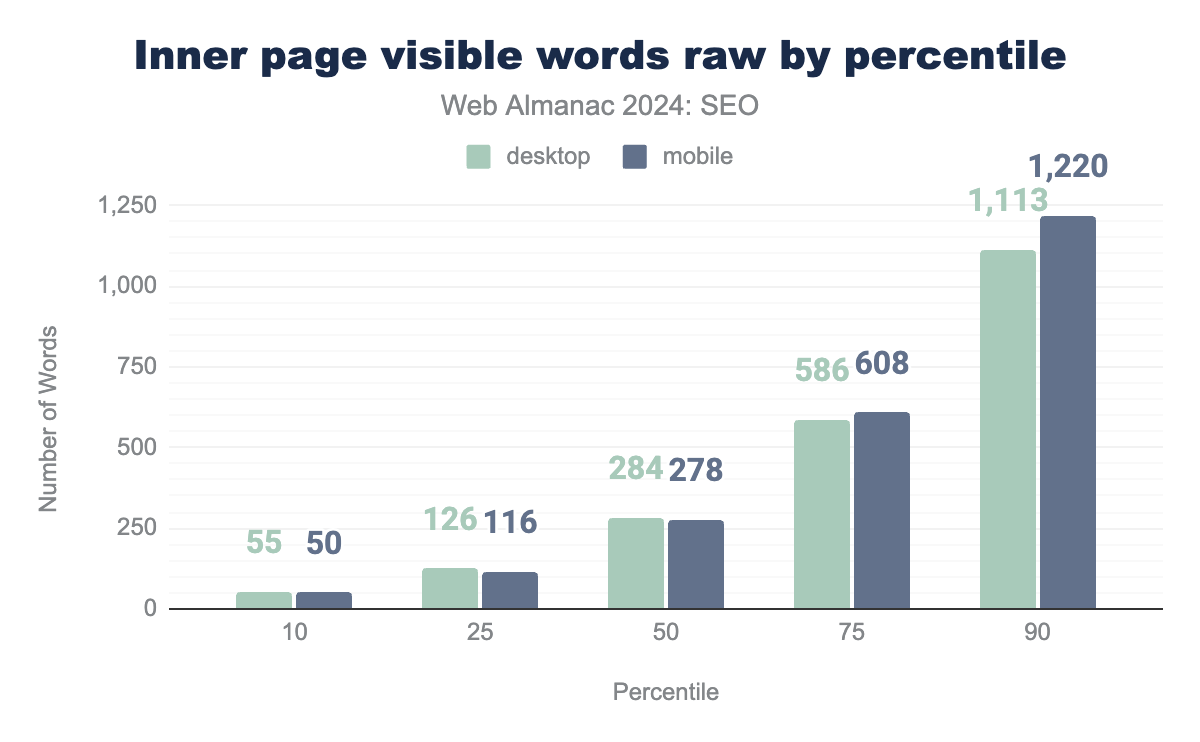 Inner page visible words raw by percentile
Web Almanac 2024: SEO
desktop mobile
1,220
1,113
1,250
1,000
750
500
250
0
Number of Words
586 608
284 278
126 116
55 50
10 25 50 75 90
Percentile